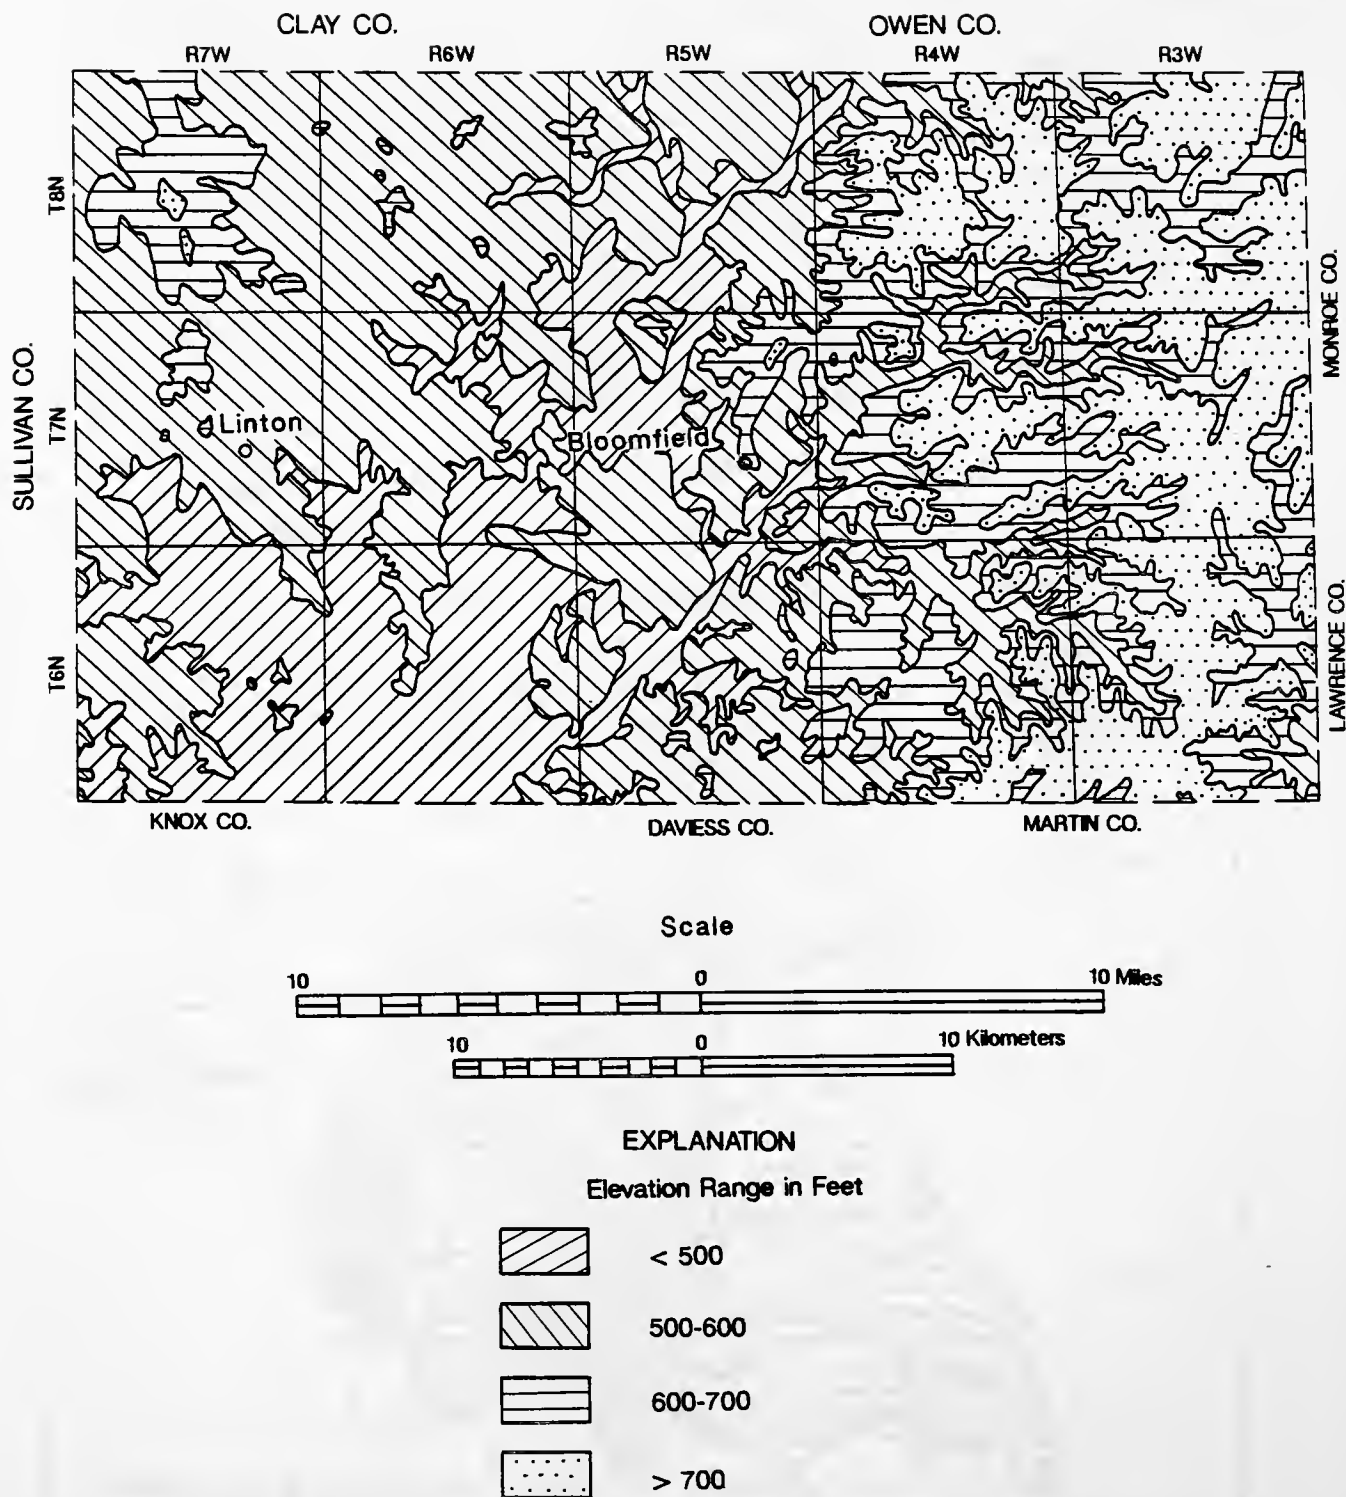 CLAY CO.
OWEN CO.
R7W
R6W
R5W
R4W
R3W
T8N
T7N
T6N
SULLIVAN CO.
MONROE CO.
LAWRENCE CO.
Linton
Bloomfield
KNOX CO.
DAVIESS CO.
MARTIN CO.
Scale
10 0 10 Miles
10 0 10 Kilometers
EXPLANATION
Elevation Range in Feet
< 500
500-600
600-700
> 700